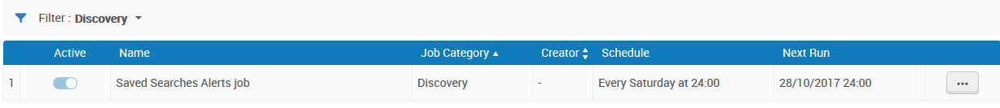 Filter : Discovery
Active Name Job Category Creator Schedule Next Run
1 Saved Searches Alerts job Discovery - Every Saturday at 24:00 28/10/2017 24:00 ...